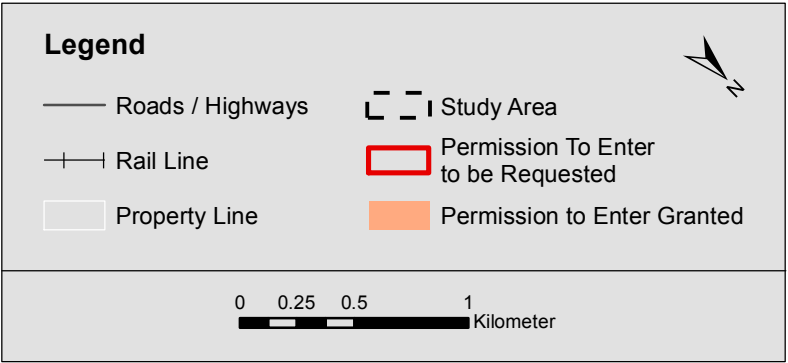 Legend
N
Roads / Highways
Study Area
Rail Line
Permission To Enter
to be Requested
Property Line
Permission to Enter Granted
0 0.25 0.5 1
Kilometer